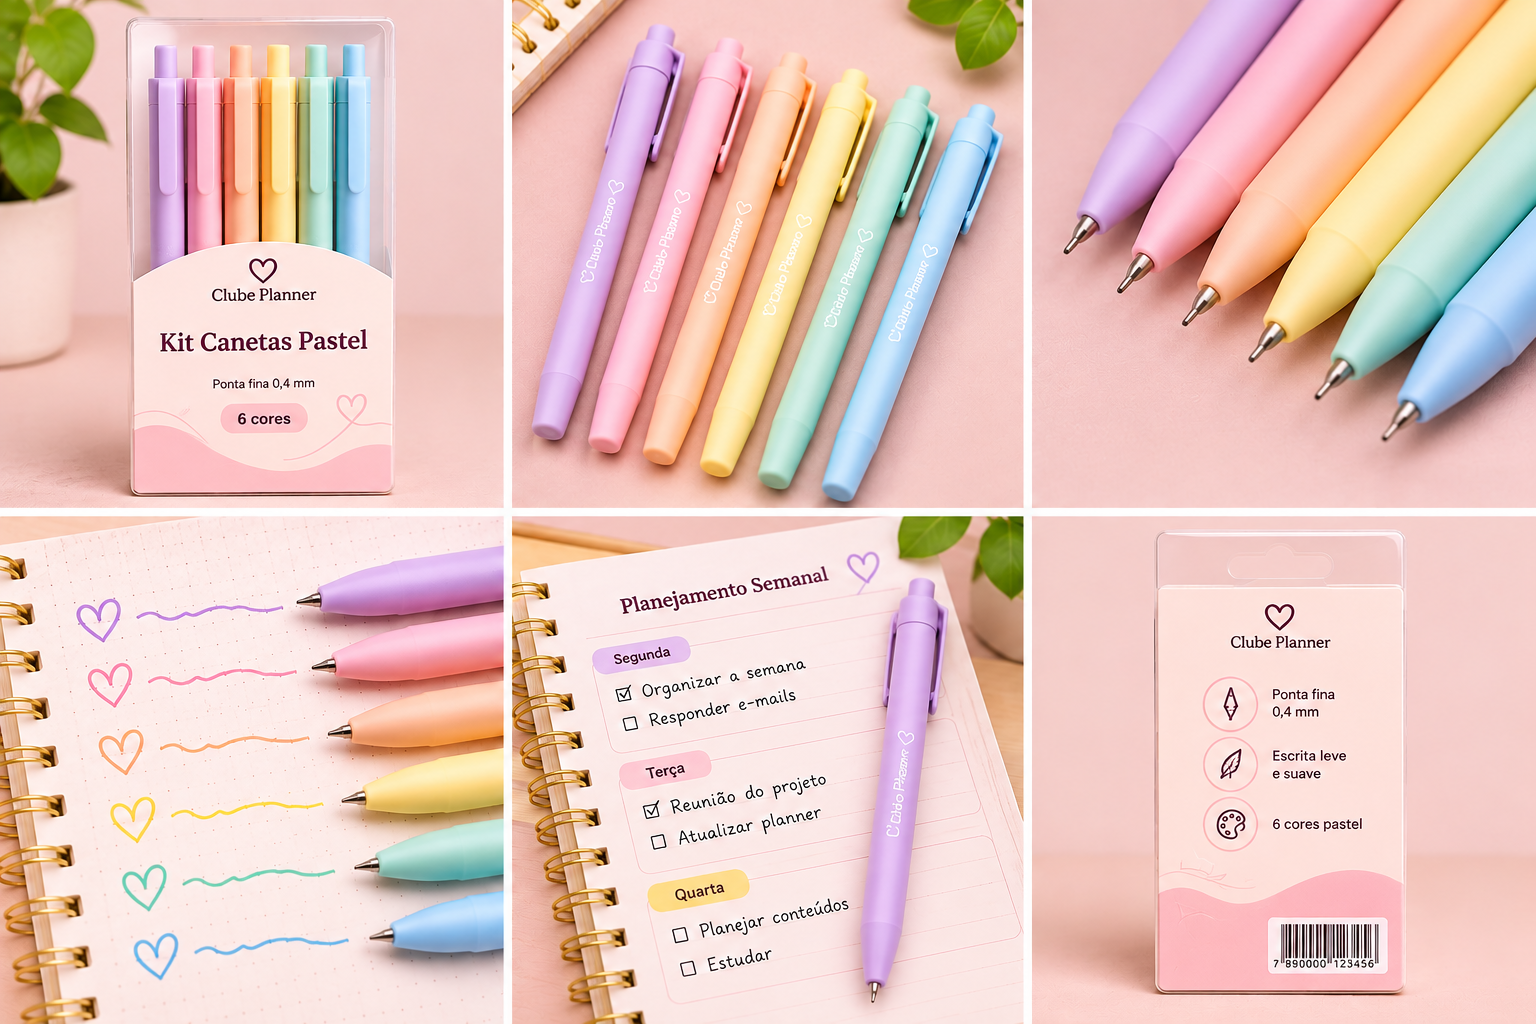 Clube Planner
Kit Canetas Pastel
Ponta fina 0,4 mm
6 cores
Planejamento Semanal
Segunda
Organizar a semana
Responder e-mails
Terça
Reunião do projeto
Atualizar planner
Quarta
Planejar conteúdos
Estudar
Clube Planner
Ponta fina
0,4 mm
Escrita leve
e suave
6 cores pastel
7 890000 123456